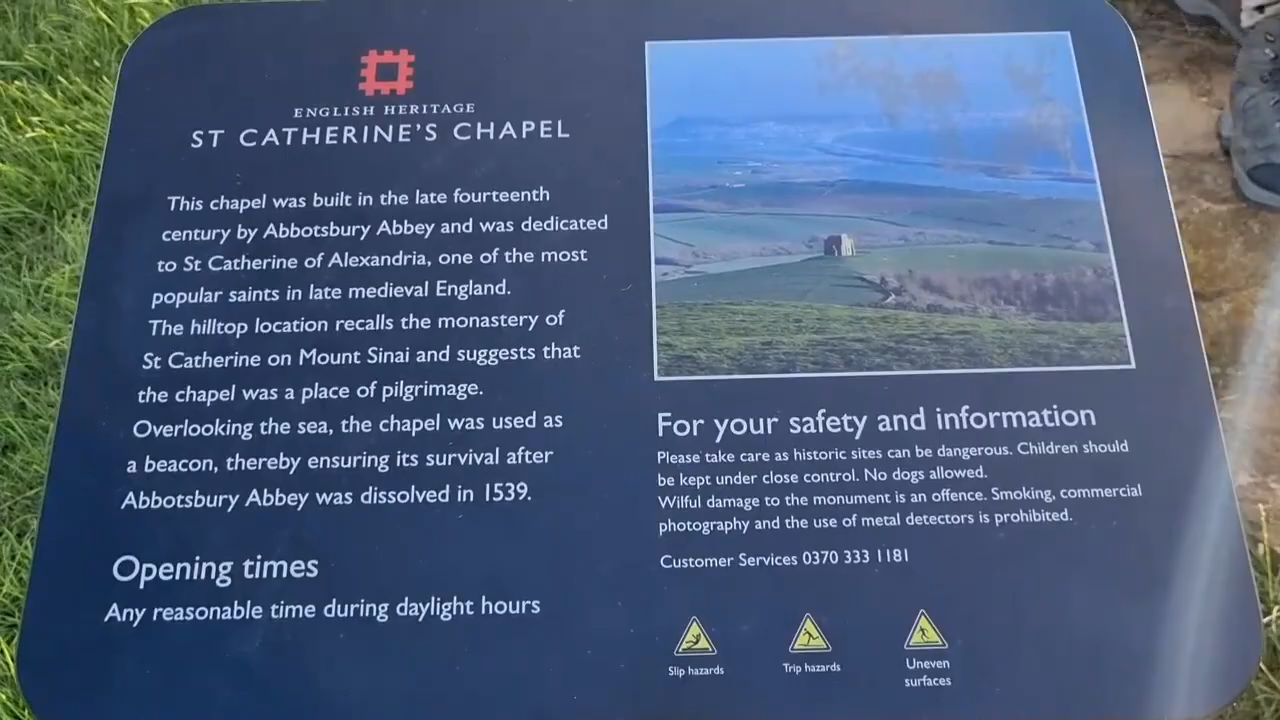 ENGLISH HERITAGE
ST CATHERINE'S CHAPEL
This chapel was built in the late fourteenth
century by Abbotsbury Abbey and was dedicated
to St Catherine of Alexandria, one of the most
popular saints in late medieval England.
The hilltop location recalls the monastery of
St Catherine on Mount Sinai and suggests that
the chapel was a place of pilgrimage.
Overlooking the sea, the chapel was used as
a beacon, thereby ensuring its survival after
Abbotsbury Abbey was dissolved in 1539.
Opening times
Any reasonable time during daylight hours
For your safety and information
Please take care as historic sites can be dangerous. Children should
be kept under close control. No dogs allowed.
Wilful damage to the monument is an offence. Smoking, commercial
photography and the use of metal detectors is prohibited.
Customer Services 0370 333 1181
Slip hazards
Trip hazards
Uneven
surfaces